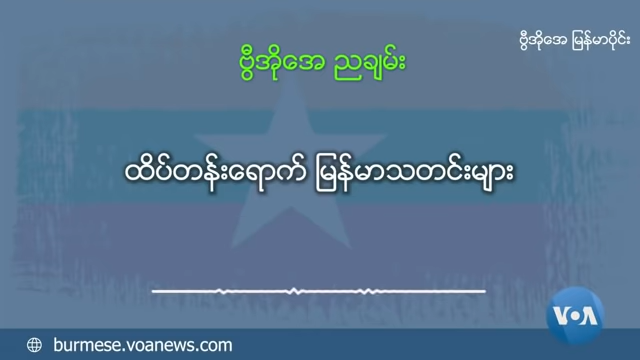 ဗွီအိုအေ မြန်မာပိုင်း
ဗွီအိုအေ ညချမ်း
ထိပ်တန်းရောက် မြန်မာသတင်းများ
VOA
burmese.voanews.com